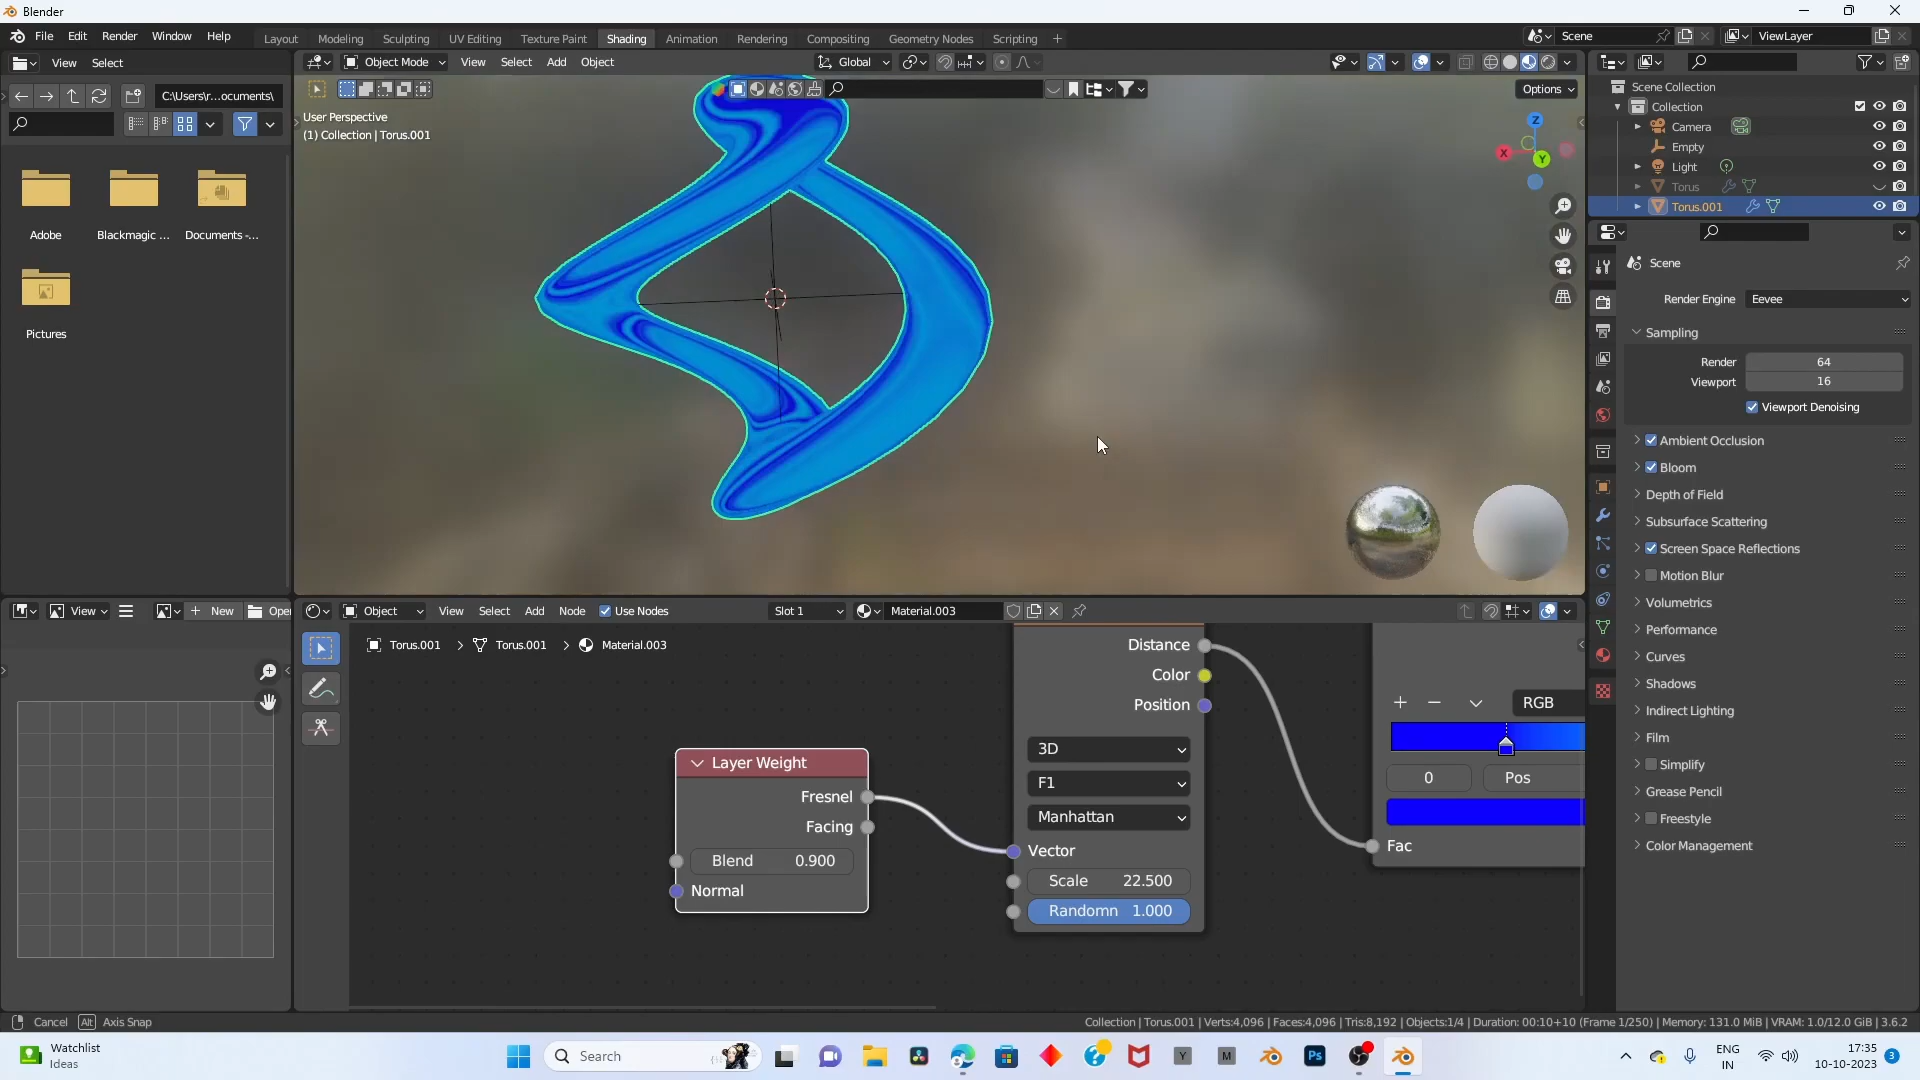 Blender
File Edit Render Window Help
Layout Modeling Sculpting UV Editing Texture Paint Shading Animation Rendering Compositing Geometry Nodes Scripting +
Scene
ViewLayer
View Select
Object Mode View Select Add Object
Global
C:\Users\r...ocuments\
Options
User Perspective
(1) Collection | Torus.001
Z
X
Y
Adobe
Blackmagic ...
Documents -...
Pictures
Scene Collection
Collection
Camera
Empty
Light
Torus
Torus.001
Scene
Render Engine Eevee
Sampling
Render 64
Viewport 16
Viewport Denoising
Ambient Occlusion
Bloom
Depth of Field
Subsurface Scattering
Screen Space Reflections
Motion Blur
Volumetrics
Performance
Curves
Shadows
Indirect Lighting
Film
Simplify
Grease Pencil
Freestyle
Color Management
View New Open
Object View Select Add Node Use Nodes Slot 1 Material.003
Torus.001 > Torus.001 > Material.003
Distance
Color
Position
3D
F1
Manhattan
Vector
Scale 22.500
Randomn 1.000
Layer Weight
Fresnel
Facing
Blend 0.900
Normal
RGB
0 Pos
Fac
Cancel Alt Axis Snap
Collection | Torus.001 | Verts:4,096 | Faces:4,096 | Tris:8,192 | Objects:1/4 | Duration: 00:10+10 (Frame 1/250) | Memory: 131.0 MiB | VRAM: 1.0/12.0 GiB | 3.6.2
Watchlist
Ideas
Search
Y
M
Ps
ENG
IN
17:35
10-10-2023
3